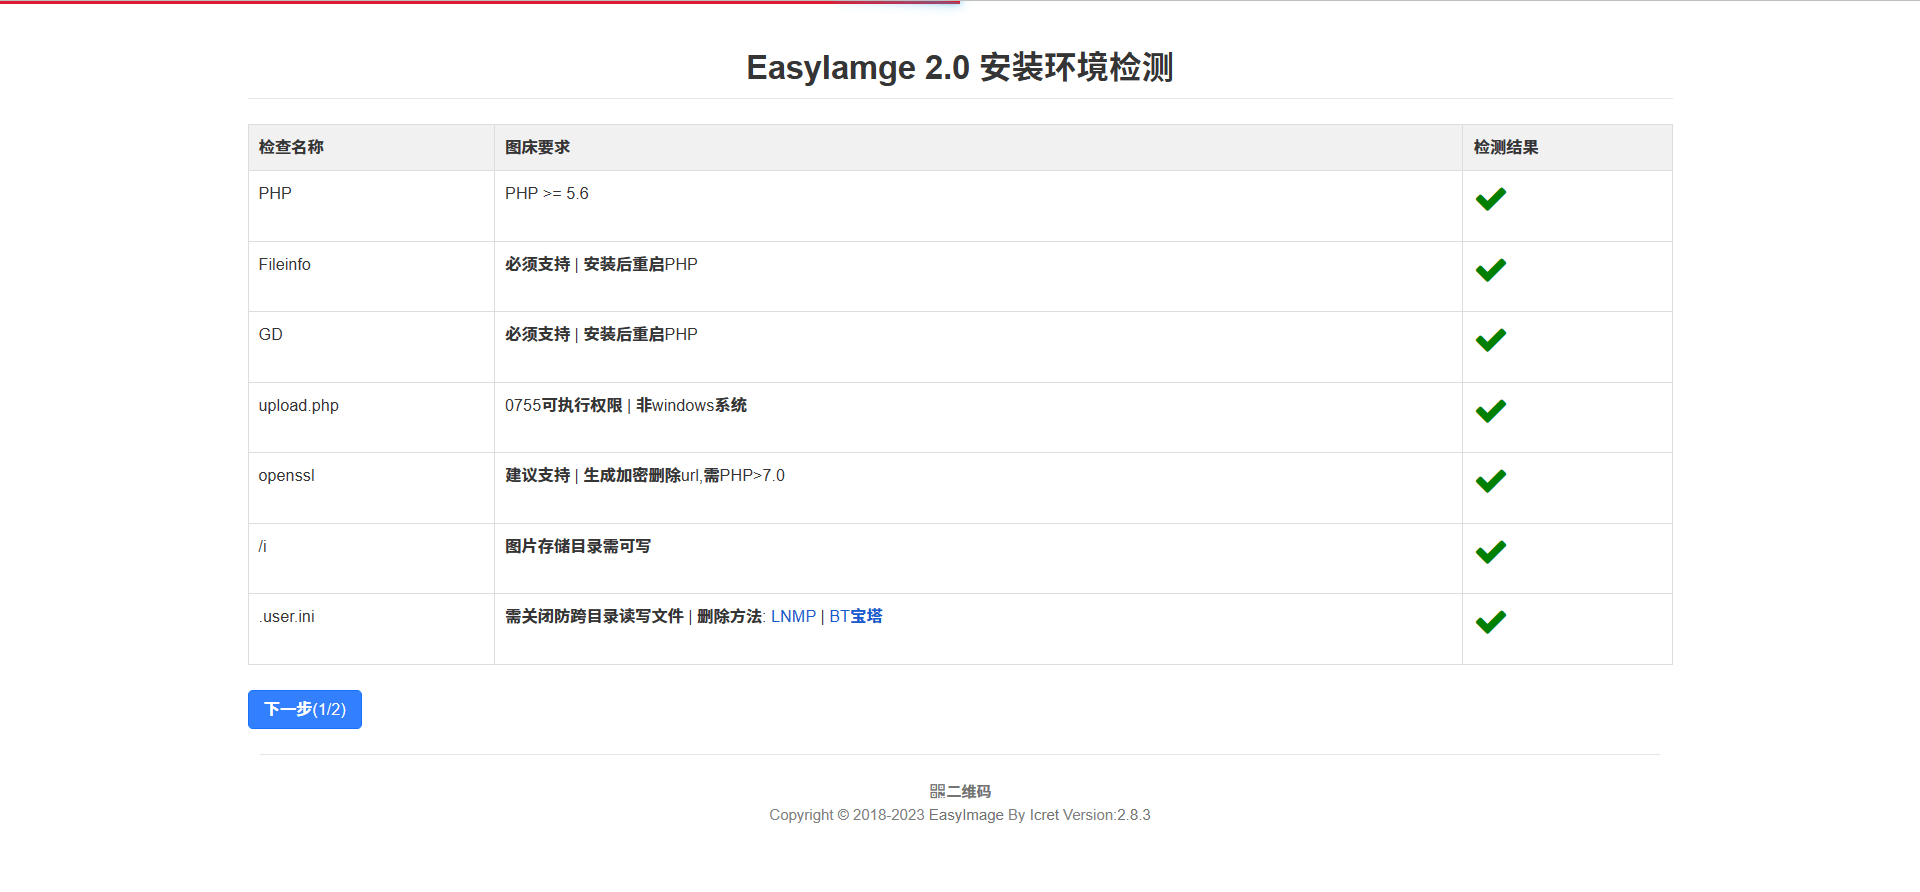 EasyIamge 2.0 安装环境检测
检查名称 图床要求 检测结果
PHP PHP >= 5.6
Fileinfo 必须支持 | 安装后重启PHP
GD 必须支持 | 安装后重启PHP
upload.php 0755可执行权限 | 非windows系统
openssl 建议支持 | 生成加密删除url,需PHP>7.0
/i 图片存储目录需可写
.user.ini 需关闭防跨目录读写文件 | 删除方法: LNMP | BT宝塔
下一步(1/2)
二维码
Copyright © 2018-2023 EasyImage By Icret Version:2.8.3